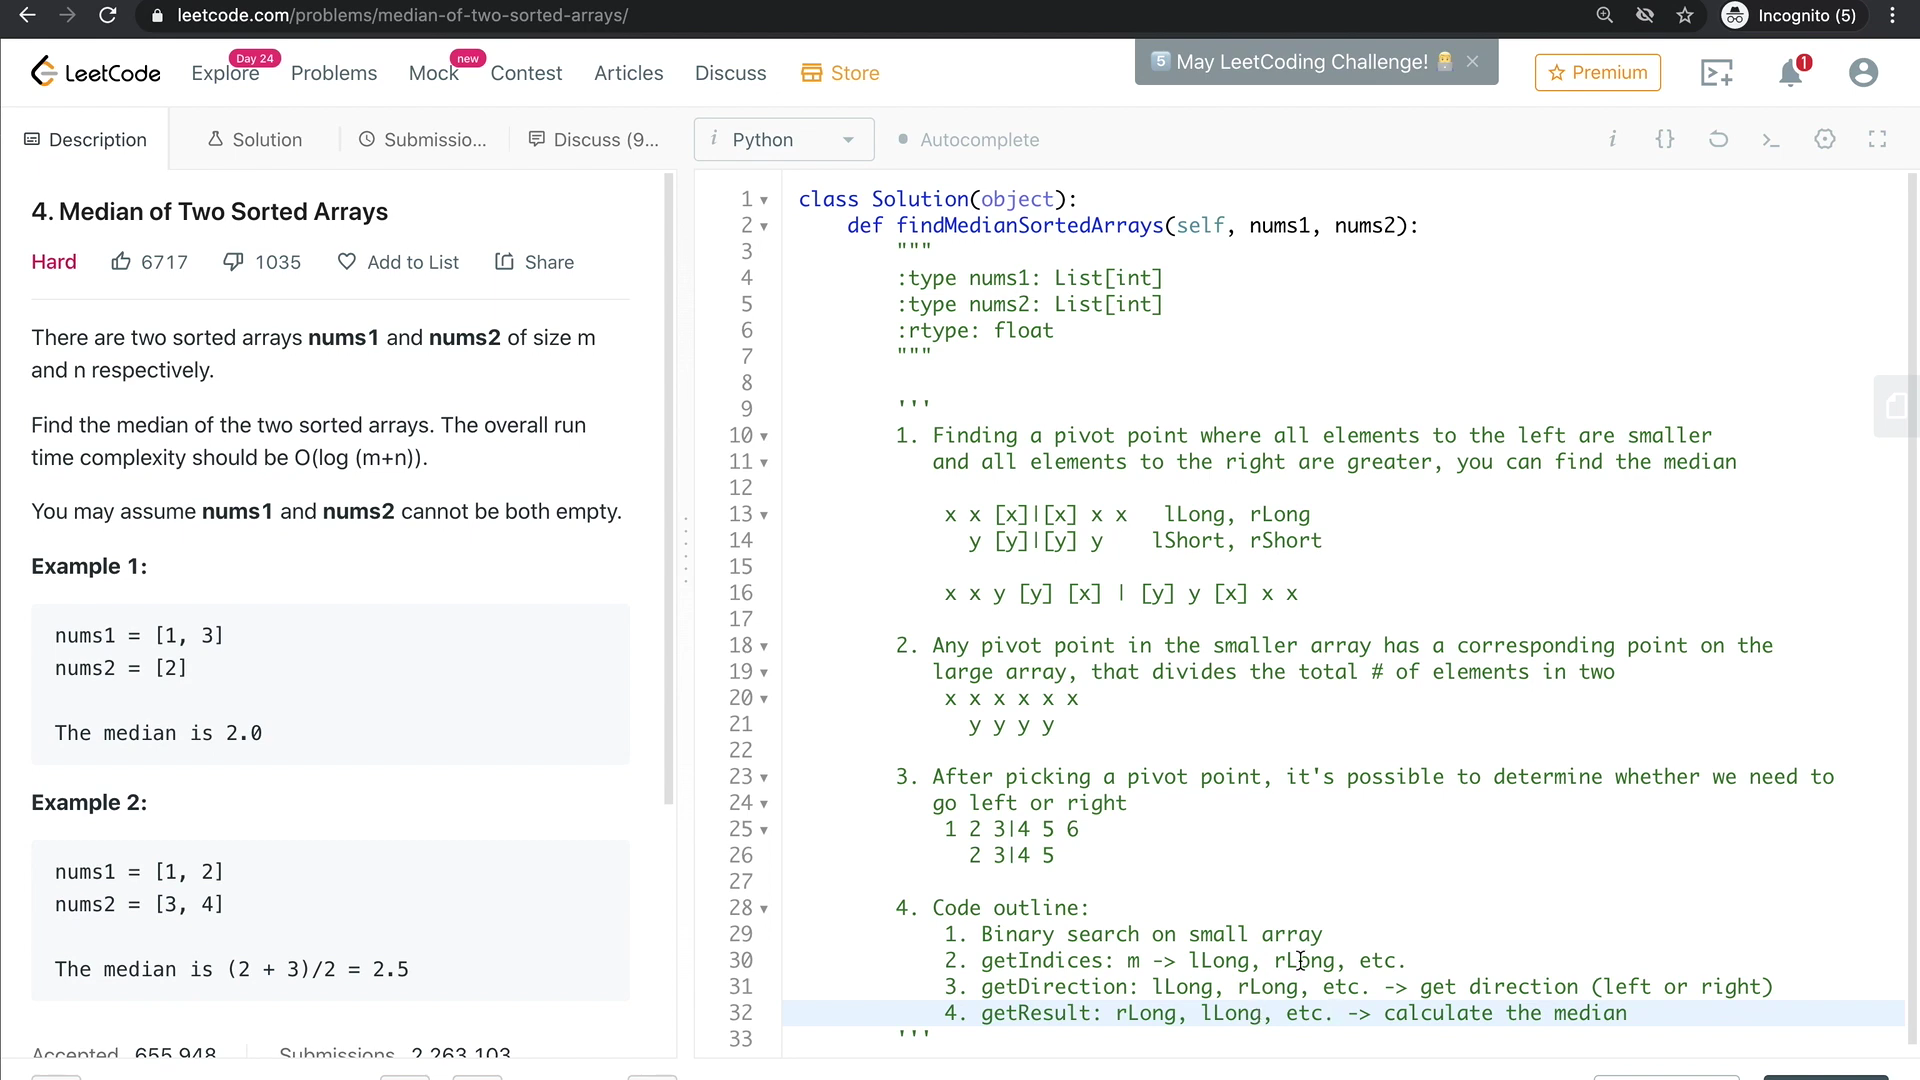 leetcode.com/problems/median-of-two-sorted-arrays/
Incognito (5)
LeetCode
Explore
Day 24
Problems
Mock
new
Contest
Articles
Discuss
Store
5 May LeetCoding Challenge!
Premium
1
Description
Solution
Submissio...
Discuss (9...
i Python
Autocomplete
i {}
4. Median of Two Sorted Arrays
Hard 6717 1035 Add to List Share
There are two sorted arrays nums1 and nums2 of size m
and n respectively.
Find the median of the two sorted arrays. The overall run
time complexity should be O(log (m+n)).
You may assume nums1 and nums2 cannot be both empty.
Example 1:
nums1 = [1, 3]
nums2 = [2]
The median is 2.0
Example 2:
nums1 = [1, 2]
nums2 = [3, 4]
The median is (2 + 3)/2 = 2.5
Accepted 655,948 Submissions 2,263,103
1 class Solution(object):
2 def findMedianSortedArrays(self, nums1, nums2):
3 """
4 :type nums1: List[int]
5 :type nums2: List[int]
6 :rtype: float
7 """
8
9 '''
10 1. Finding a pivot point where all elements to the left are smaller
11 and all elements to the right are greater, you can find the median
12
13 x x [x]|[x] x x lLong, rLong
14 y [y]|[y] y lShort, rShort
15
16 x x y [y] [x] | [y] y [x] x x
17
18 2. Any pivot point in the smaller array has a corresponding point on the
19 large array, that divides the total # of elements in two
20 x x x x x x
21 y y y y
22
23 3. After picking a pivot point, it's possible to determine whether we need to
24 go left or right
25 1 2 3|4 5 6
26 2 3|4 5
27
28 4. Code outline:
29 1. Binary search on small array
30 2. getIndices: m -> lLong, rLong, etc.
31 3. getDirection: lLong, rLong, etc. -> get direction (left or right)
32 4. getResult: rLong, lLong, etc. -> calculate the median
33 '''